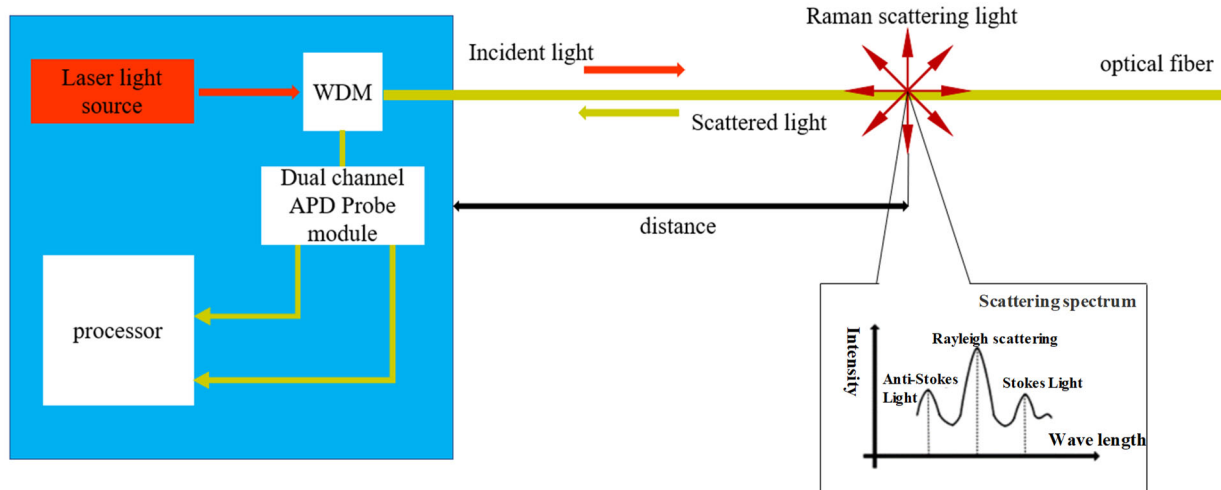 Laser light
source
WDM
Dual channel
APD Probe
module
processor
Incident light
Scattered light
Raman scattering light
optical fiber
distance
Scattering spectrum
Intensity
Rayleigh scattering
Anti-Stokes
Light
Stokes Light
Wave length